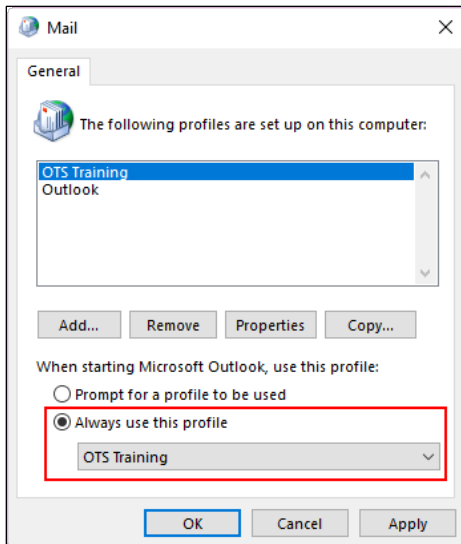 Mail
General
The following profiles are set up on this computer:
OTS Training
Outlook
Add... Remove Properties Copy...
When starting Microsoft Outlook, use this profile:
Prompt for a profile to be used
Always use this profile
OTS Training
OK Cancel Apply